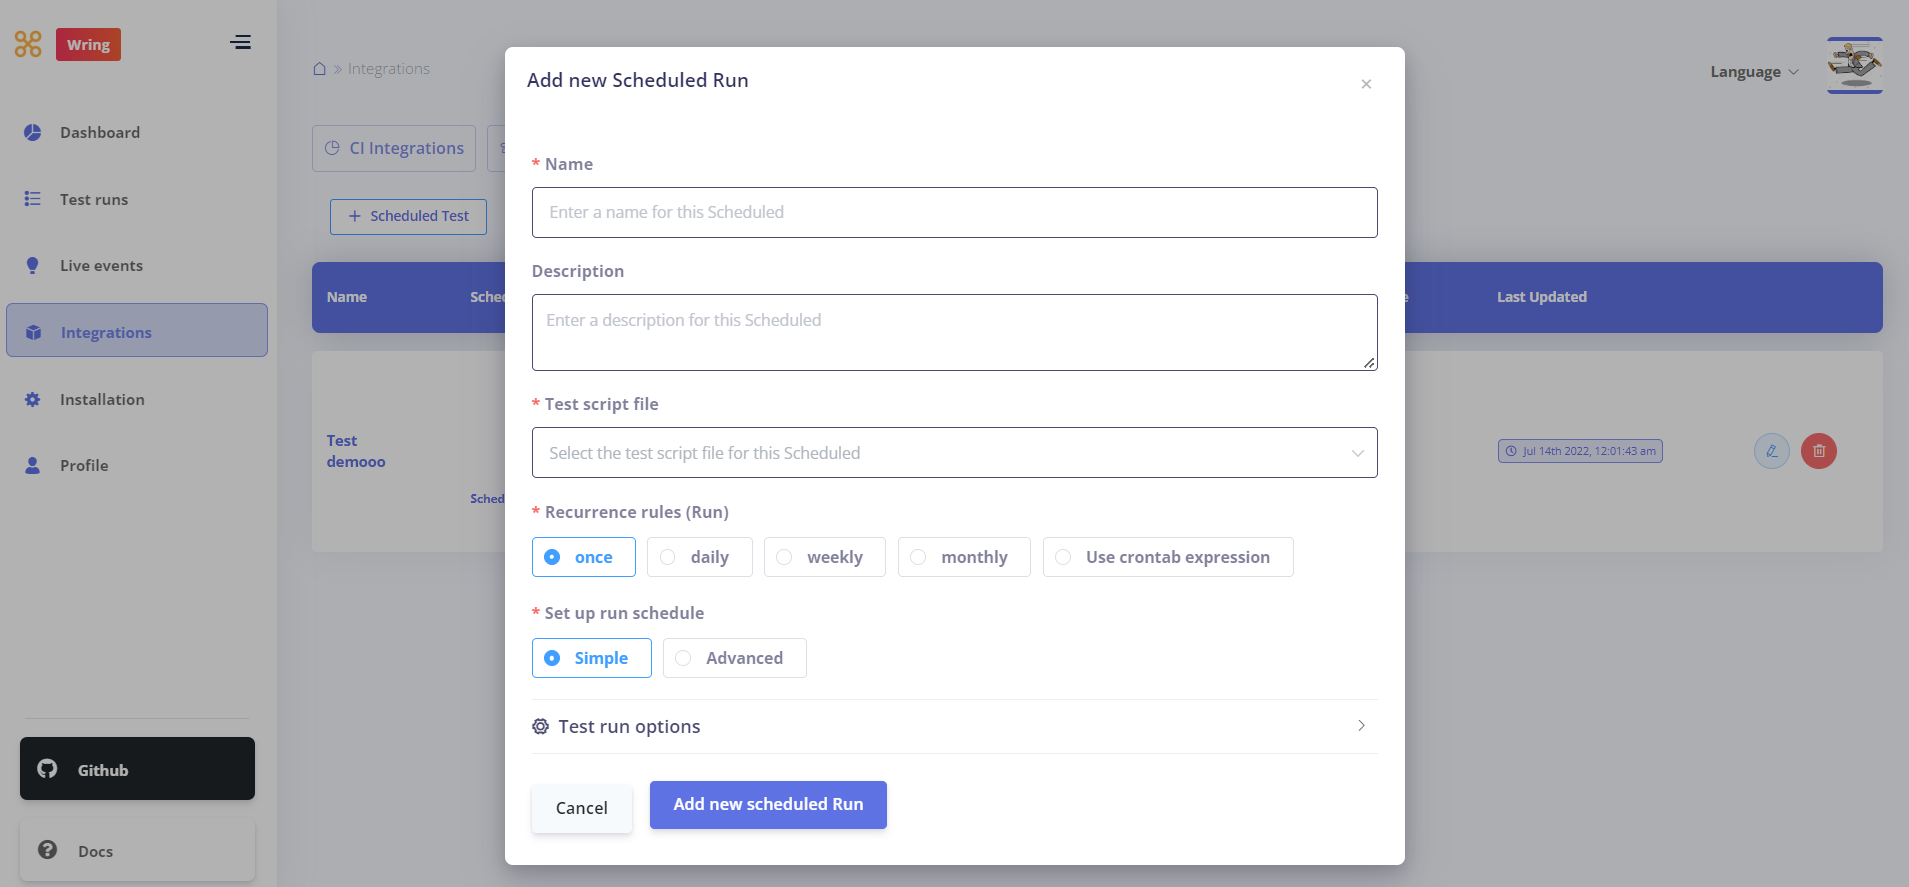 Wring
Dashboard
Test runs
Live events
Integrations
Installation
Profile
Github
Docs
» Integrations
CI Integrations
+ Scheduled Test
Language
Name
Last Updated
Test
demooo
Sched
Jul 14th 2022, 12:01:43 am
Add new Scheduled Run
×
* Name
Enter a name for this Scheduled
Description
Enter a description for this Scheduled
* Test script file
Select the test script file for this Scheduled
* Recurrence rules (Run)
once daily weekly monthly Use crontab expression
* Set up run schedule
Simple Advanced
Test run options
Cancel Add new scheduled Run